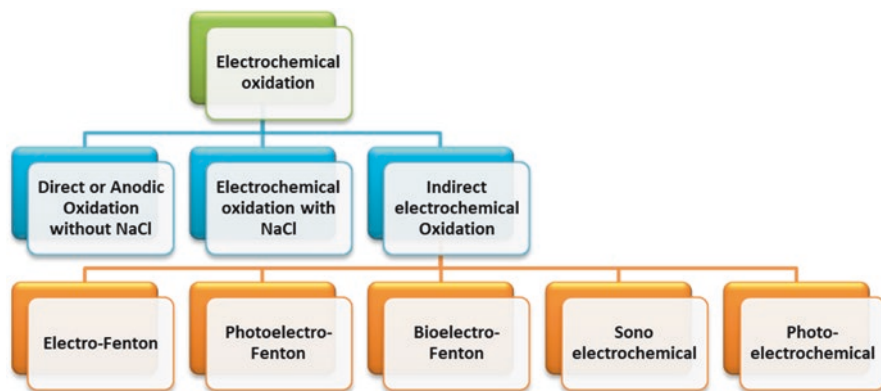 Electrochemical
oxidation
Direct or Anodic
Oxidation
without NaCl
Electrochemical
oxidation with
NaCl
Indirect
electrochemical
Oxidation
Electro-Fenton
Photoelectro-
Fenton
Bioelectro-
Fenton
Sono
electrochemical
Photo-
electrochemical